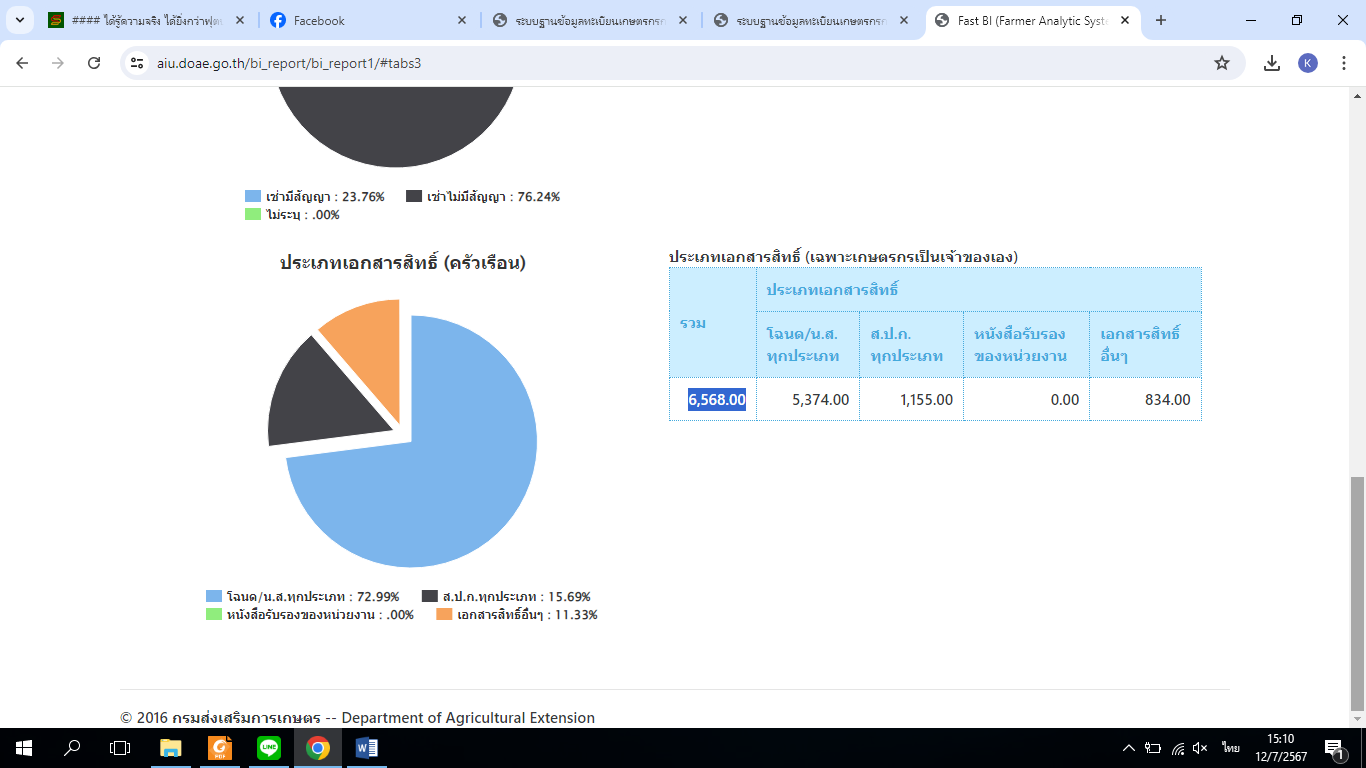 #### ได้รู้ความจริง ได้ยิ่งกว่าฟุตบ
Facebook
ระบบฐานข้อมูลทะเบียนเกษตรกรก
ระบบฐานข้อมูลทะเบียนเกษตรกรก
Fast BI (Farmer Analytic Syste
aiu.doae.go.th/bi_report/bi_report1/#tabs3
K
เช่ามีสัญญา : 23.76%
เช่าไม่มีสัญญา : 76.24%
ไม่ระบุ : .00%
ประเภทเอกสารสิทธิ์ (ครัวเรือน)
โฉนด/น.ส.ทุกประเภท : 72.99%
ส.ป.ก.ทุกประเภท : 15.69%
หนังสือรับรองของหน่วยงาน : .00%
เอกสารสิทธิ์อื่นๆ : 11.33%
ประเภทเอกสารสิทธิ์ (เฉพาะเกษตรกรเป็นเจ้าของเอง)
รวม
ประเภทเอกสารสิทธิ์
โฉนด/น.ส.
ทุกประเภท
ส.ป.ก.
ทุกประเภท
หนังสือรับรอง
ของหน่วยงาน
เอกสารสิทธิ์
อื่นๆ
6,568.00 5,374.00 1,155.00 0.00 834.00
© 2016 กรมส่งเสริมการเกษตร -- Department of Agricultural Extension
PDF
LINE
ไทย
15:10
12/7/2567
1